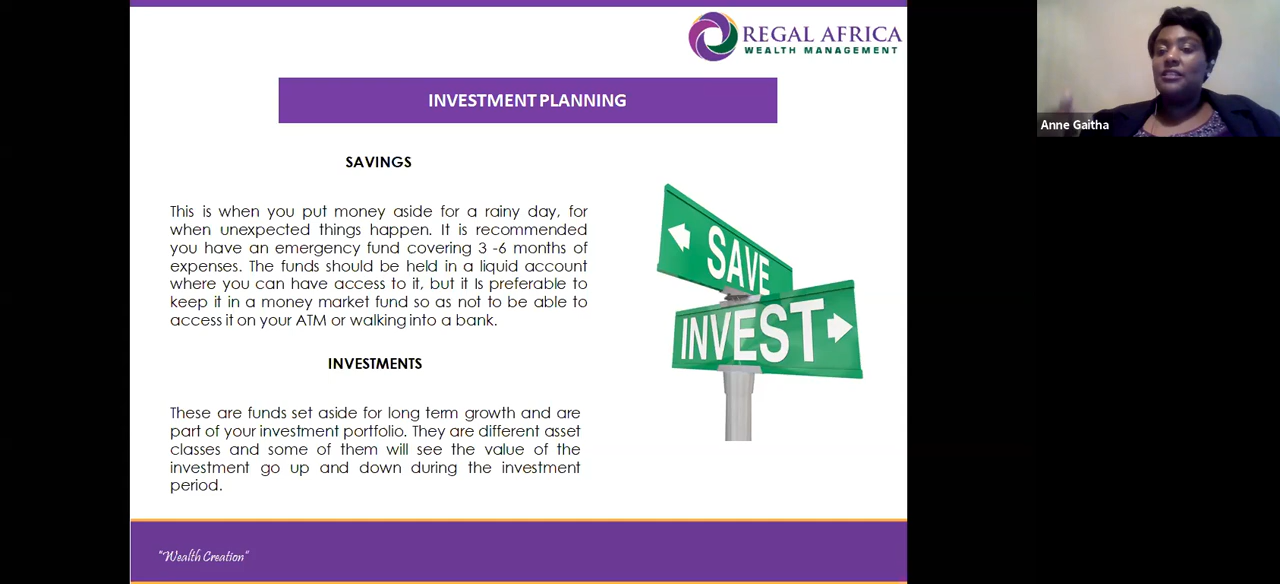 REGAL AFRICA
WEALTH MANAGEMENT
Anne Gaitha
INVESTMENT PLANNING
SAVINGS
This is when you put money aside for a rainy day, for
when unexpected things happen. It is recommended
you have an emergency fund covering 3 -6 months of
expenses. The funds should be held in a liquid account
where you can have access to it, but it Is preferable to
keep it in a money market fund so as not to be able to
access it on your ATM or walking into a bank.
SAVE
INVEST
INVESTMENTS
These are funds set aside for long term growth and are
part of your investment portfolio. They are different asset
classes and some of them will see the value of the
investment go up and down during the investment
period.
"Wealth Creation"